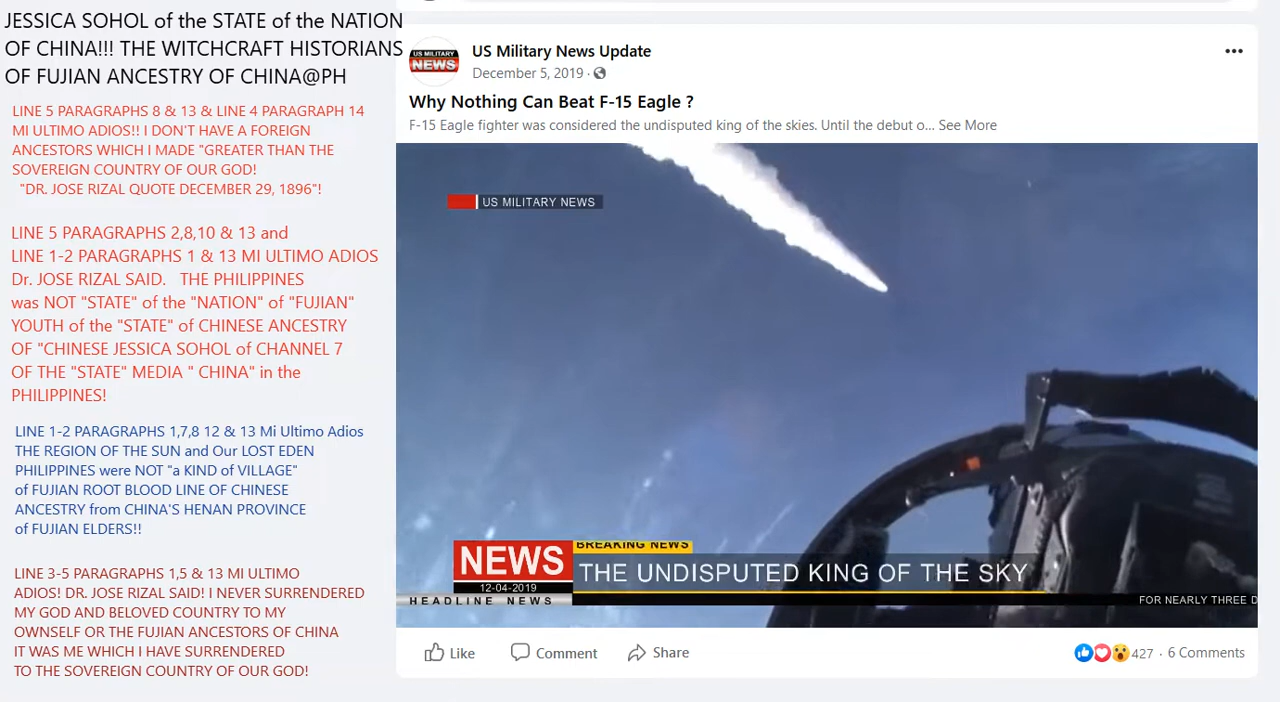 JESSICA SOHOL of the STATE of the NATION
OF CHINA!!! THE WITCHCRAFT HISTORIANS
OF FUJIAN ANCESTRY OF CHINA@PH
LINE 5 PARAGRAPHS 8 & 13 & LINE 4 PARAGRAPH 14
MI ULTIMO ADIOS!! I DON'T HAVE A FOREIGN
ANCESTORS WHICH I MADE "GREATER THAN THE
SOVEREIGN COUNTRY OF OUR GOD!
"DR. JOSE RIZAL QUOTE DECEMBER 29, 1896"!
LINE 5 PARAGRAPHS 2,8,10 & 13 and
LINE 1-2 PARAGRAPHS 1 & 13 MI ULTIMO ADIOS
Dr. JOSE RIZAL SAID. THE PHILIPPINES
was NOT "STATE" of the "NATION" of "FUJIAN"
YOUTH of the "STATE" of CHINESE ANCESTRY
OF "CHINESE JESSICA SOHOL of CHANNEL 7
OF THE "STATE" MEDIA " CHINA" in the
PHILIPPINES!
LINE 1-2 PARAGRAPHS 1,7,8 12 & 13 Mi Ultimo Adios
THE REGION OF THE SUN and Our LOST EDEN
PHILIPPINES were NOT "a KIND of VILLAGE"
of FUJIAN ROOT BLOOD LINE OF CHINESE
ANCESTRY from CHINA'S HENAN PROVINCE
of FUJIAN ELDERS!!
LINE 3-5 PARAGRAPHS 1,5 & 13 MI ULTIMO
ADIOS! DR. JOSE RIZAL SAID! I NEVER SURRENDERED
MY GOD AND BELOVED COUNTRY TO MY
OWNSELF OR THE FUJIAN ANCESTORS OF CHINA
IT WAS ME WHICH I HAVE SURRENDERED
TO THE SOVEREIGN COUNTRY OF OUR GOD!
US MILITARY
NEWS
US Military News Update
December 5, 2019 ·
Why Nothing Can Beat F-15 Eagle ?
F-15 Eagle fighter was considered the undisputed king of the skies. Until the debut o... See More
US MILITARY NEWS
NEWS
BREAKING NEWS
THE UNDISPUTED KING OF THE SKY
12-04-2019
HEADLINE NEWS
FOR NEARLY THREE D
Like
Comment
Share
427 · 6 Comments